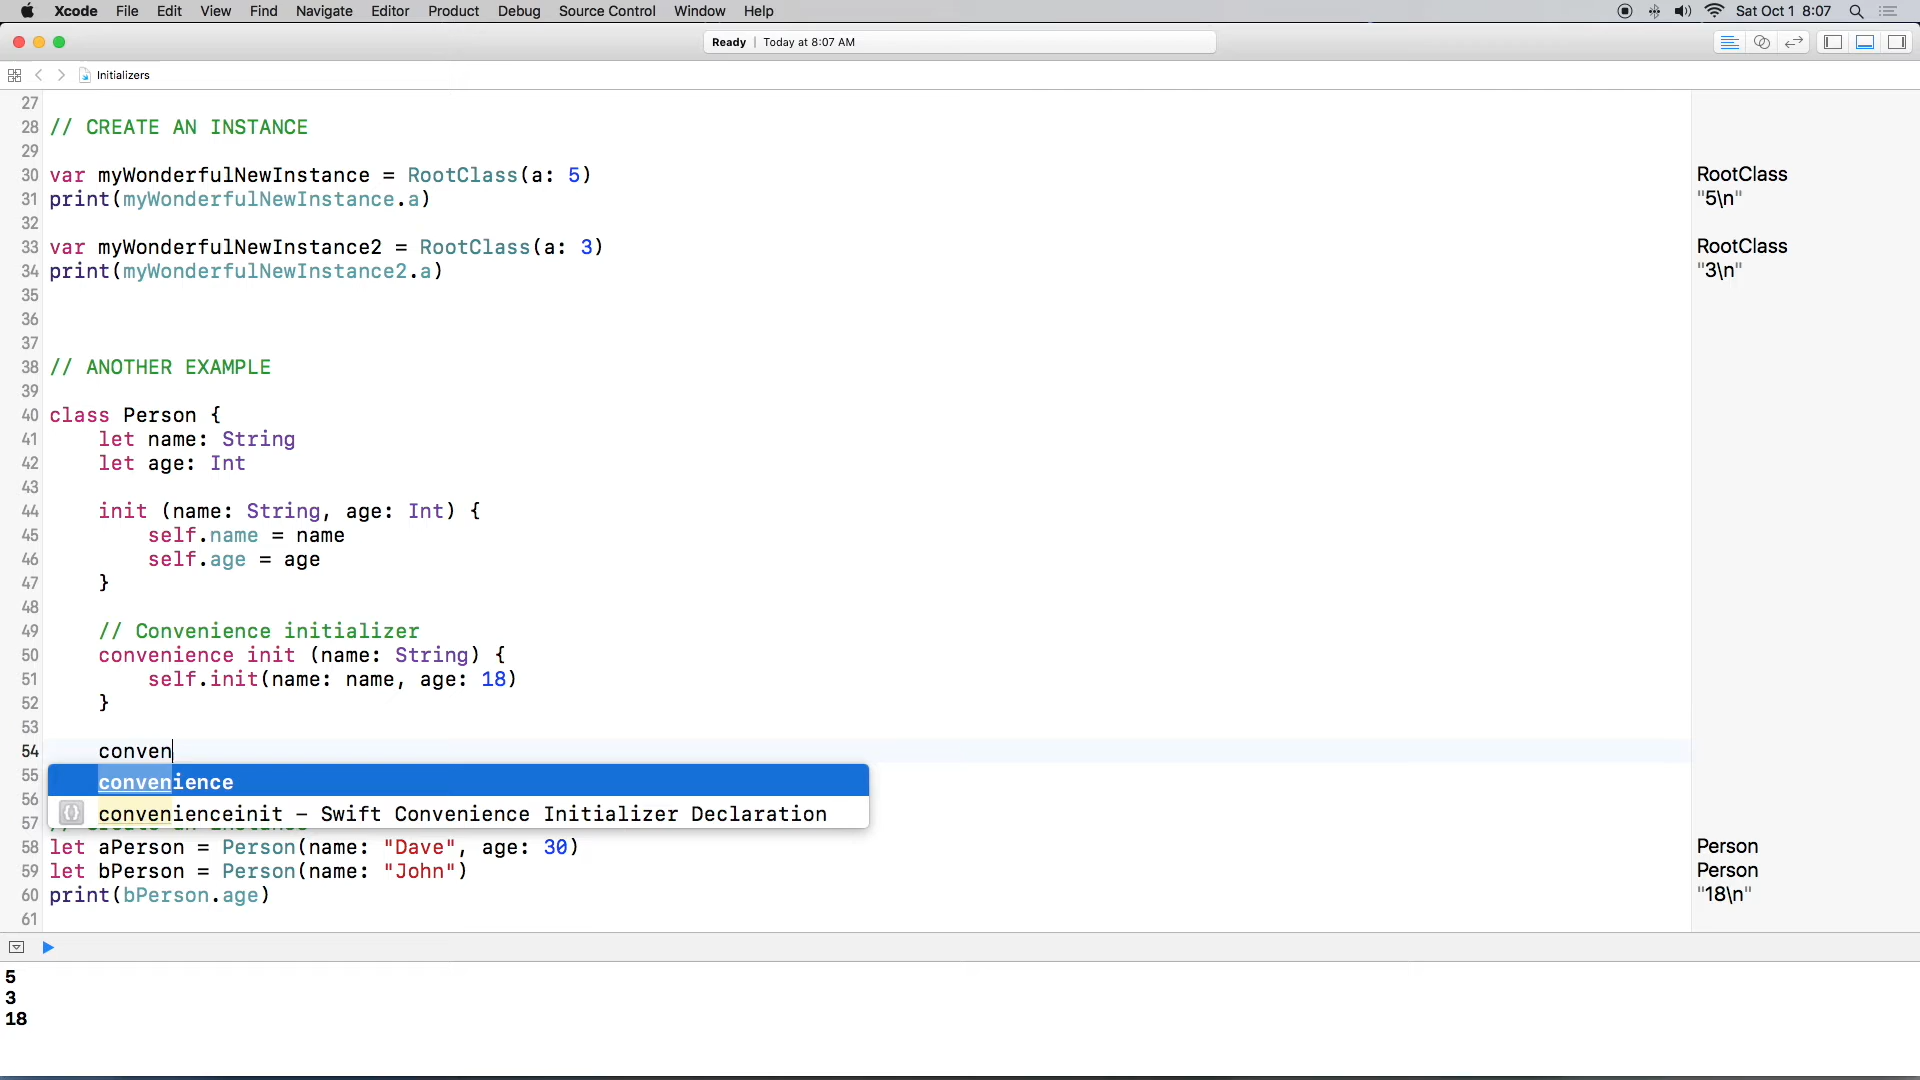 Xcode File Edit View Find Navigate Editor Product Debug Source Control Window Help Sat Oct 1 8:07
Ready | Today at 8:07 AM
Initializers
27
28 // CREATE AN INSTANCE
29
30 var myWonderfulNewInstance = RootClass(a: 5) RootClass
31 print(myWonderfulNewInstance.a) "5\n"
32
33 var myWonderfulNewInstance2 = RootClass(a: 3) RootClass
34 print(myWonderfulNewInstance2.a) "3\n"
35
36
37
38 // ANOTHER EXAMPLE
39
40 class Person {
41 let name: String
42 let age: Int
43
44 init (name: String, age: Int) {
45 self.name = name
46 self.age = age
47 }
48
49 // Convenience initializer
50 convenience init (name: String) {
51 self.init(name: name, age: 18)
52 }
53
54 conven
55 convenience
56 convenienceinit – Swift Convenience Initializer Declaration
57
58 let aPerson = Person(name: "Dave", age: 30) Person
59 let bPerson = Person(name: "John") Person
60 print(bPerson.age) "18\n"
61
5
3
18